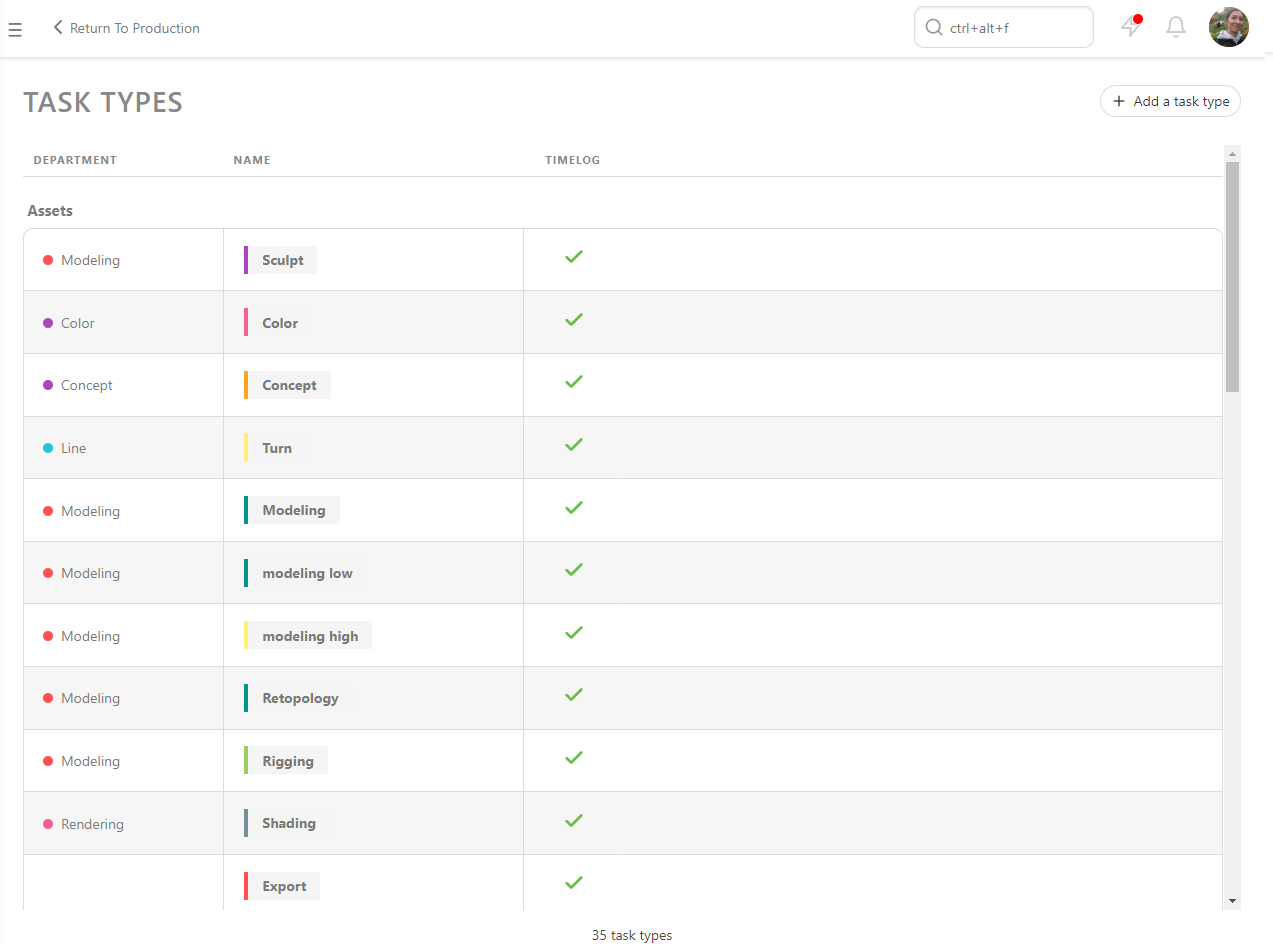 Return To Production
ctrl+alt+f
TASK TYPES
Add a task type
DEPARTMENT NAME TIMELOG
Assets
Modeling Sculpt
Color Color
Concept Concept
Line Turn
Modeling Modeling
Modeling modeling low
Modeling modeling high
Modeling Retopology
Modeling Rigging
Rendering Shading
Export
35 task types